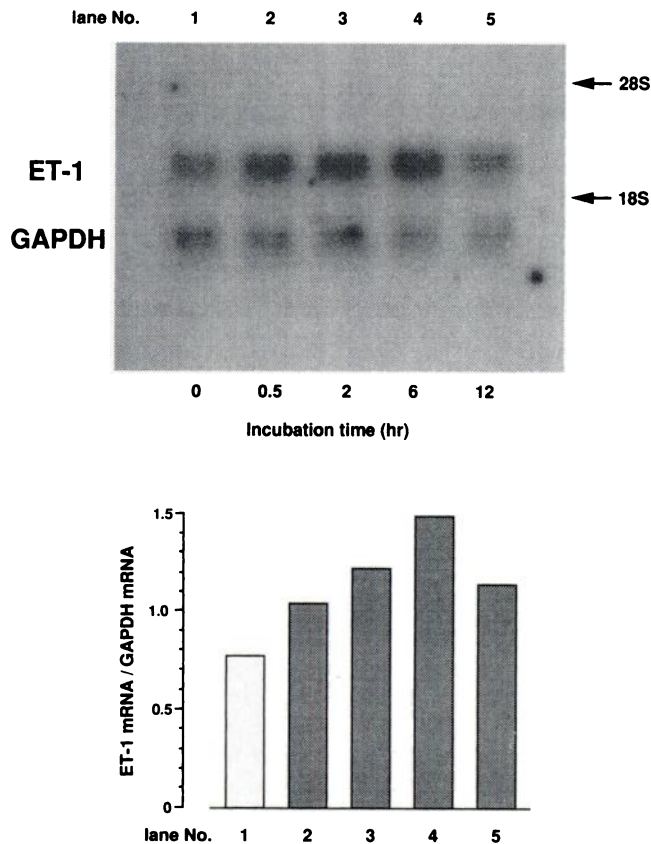 lane No. 1 2 3 4 5
28S
ET-1
18S
GAPDH
0 0.5 2 6 12
Incubation time (hr)
1.5
1.0
0.5
0
ET-1 mRNA / GAPDH mRNA
lane No. 1 2 3 4 5